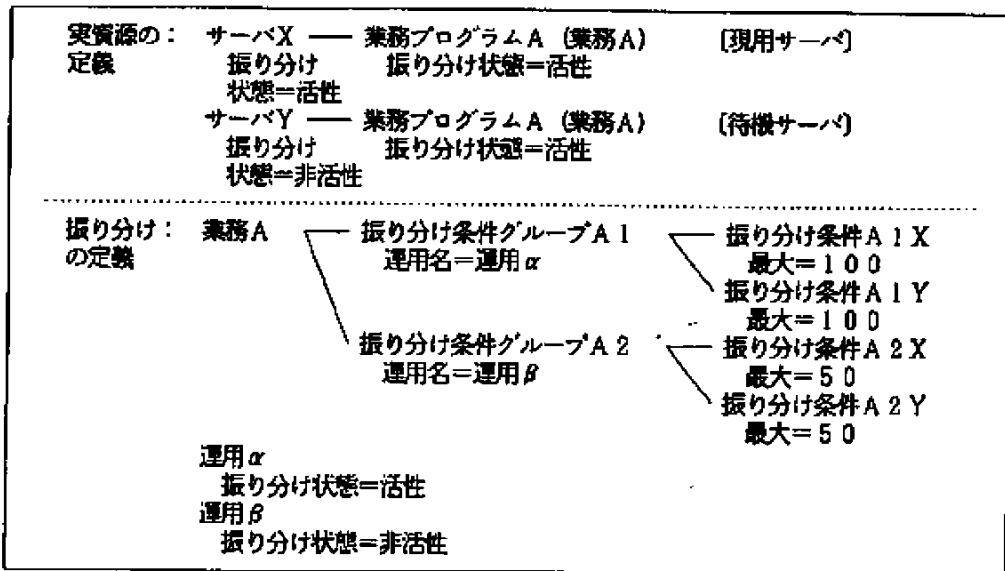 実資源の： サーバX ── 業務プログラムA（業務A） 〔現用サーバ〕
定義 振り分け 振り分け状態＝活性
状態＝活性
サーバY ── 業務プログラムA（業務A） 〔待機サーバ〕
振り分け 振り分け状態＝活性
状態＝非活性
振り分け： 業務A 振り分け条件グループA1 振り分け条件A1X
の定義 運用名＝運用α 最大＝100
振り分け条件A1Y
最大＝100
振り分け条件グループA2 振り分け条件A2X
運用名＝運用β 最大＝50
振り分け条件A2Y
最大＝50
運用α
振り分け状態＝活性
運用β
振り分け状態＝非活性